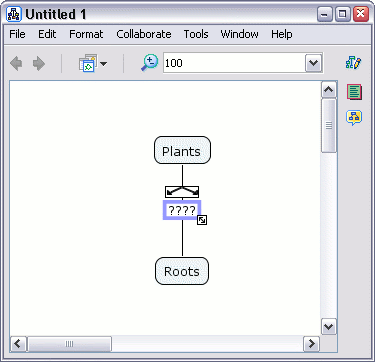 Untitled 1
File Edit Format Collaborate Tools Window Help
100
Plants
????
Roots